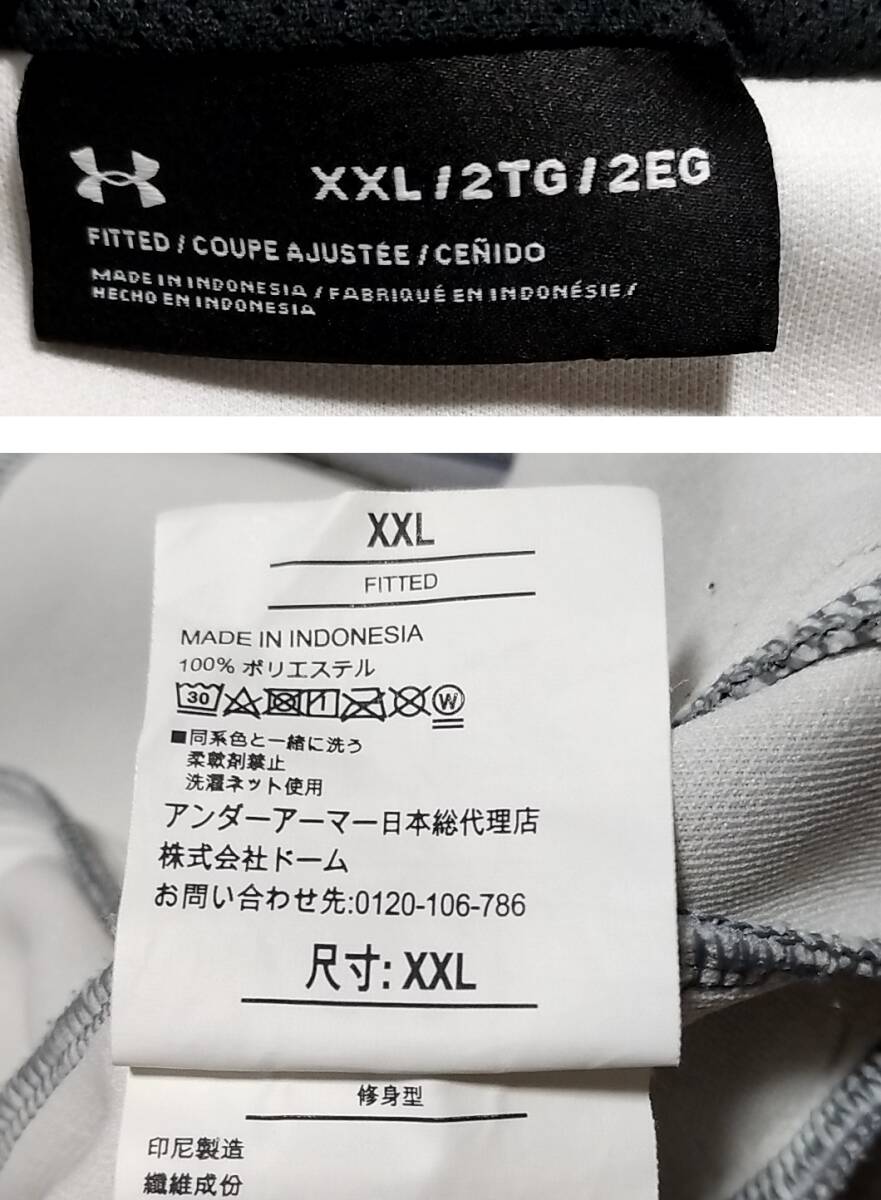 XXL/2TG/2EG
FITTED / COUPE AJUSTÉE / CEÑIDO
MADE IN INDONESIA / FABRIQUÉ EN INDONÉSIE /
HECHO EN INDONESIA
XXL
FITTED
MADE IN INDONESIA
100% ポリエステル
30
W
■同系色と一緒に洗う
柔軟剤禁止
洗濯ネット使用
アンダーアーマー日本総代理店
株式会社ドーム
お問い合わせ先:0120-106-786
尺寸: XXL
修身型
印尼製造
纖維成份